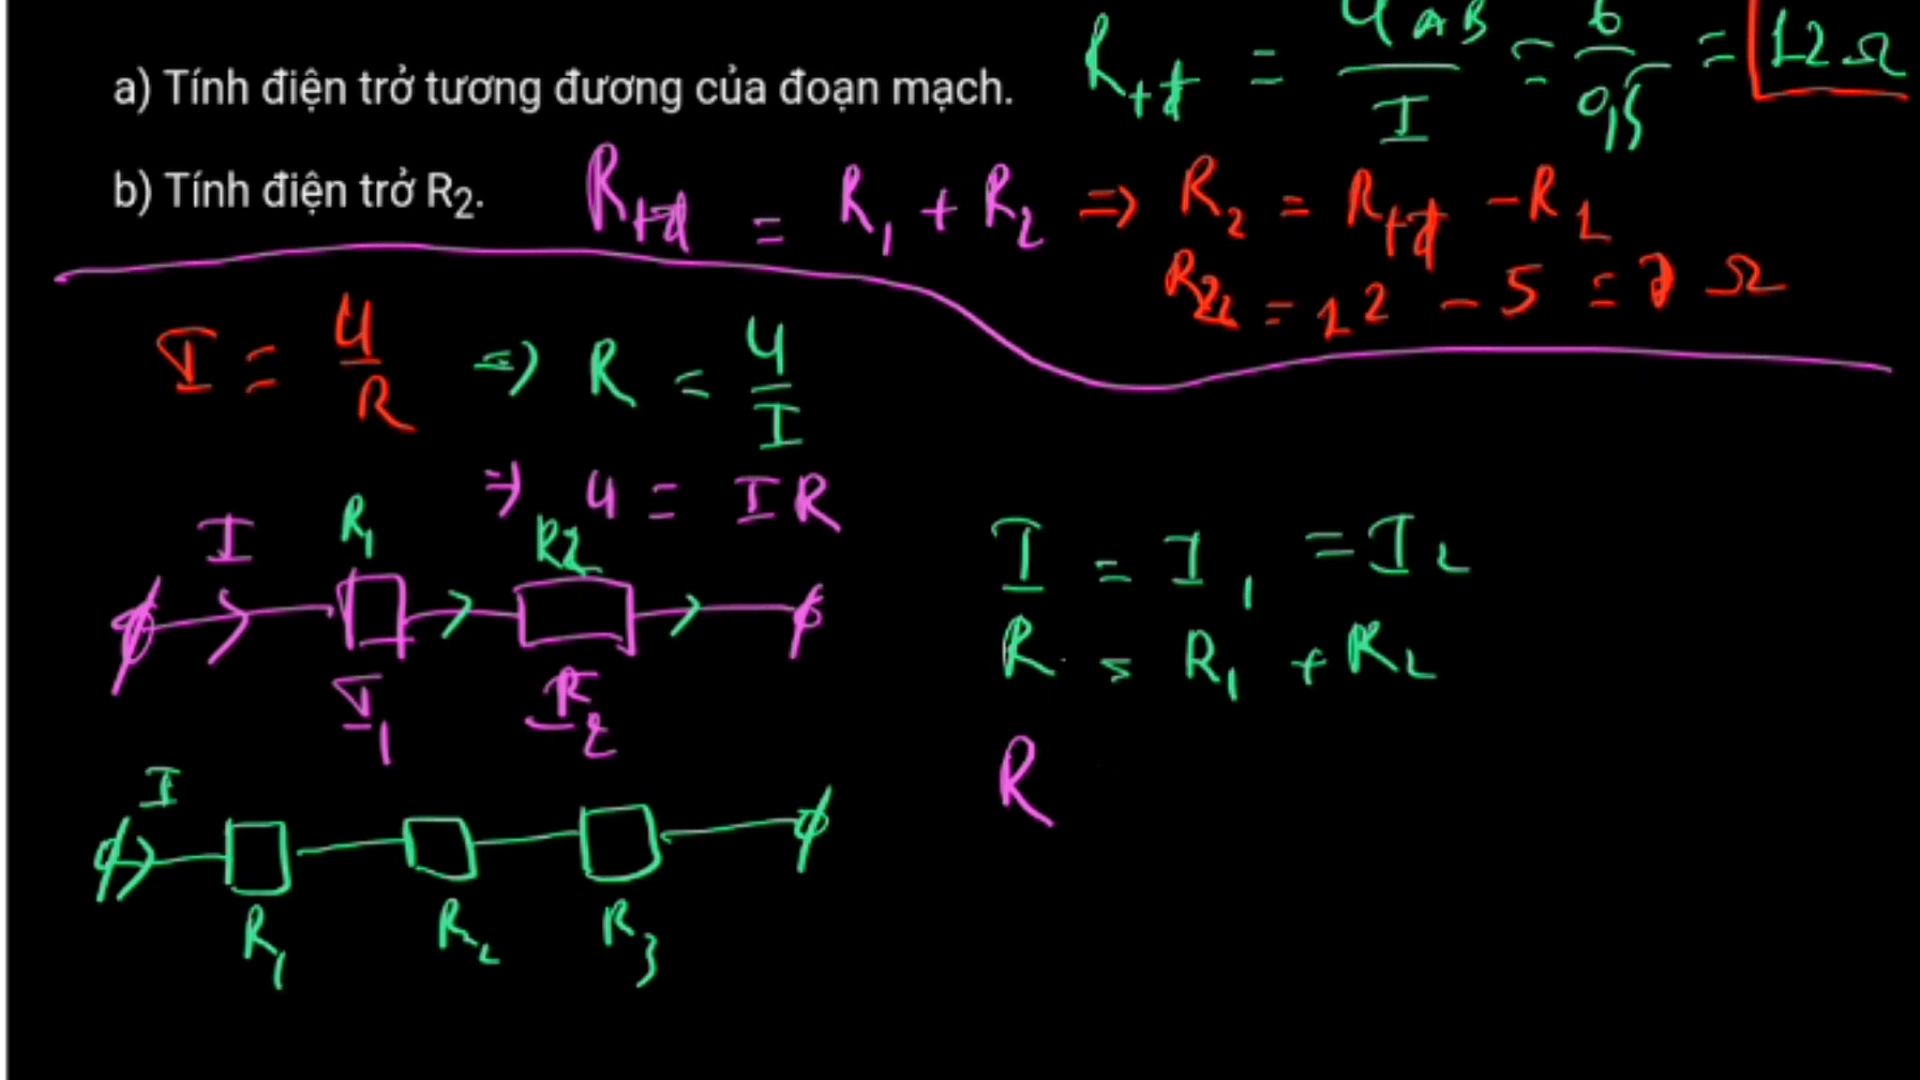 a) Tính điện trở tương đương của đoạn mạch.
Rtđ = UAB / I = 6 / 0,5 = 12 Ω
b) Tính điện trở R2.
Rtđ = R1 + R2 => R2 = Rtđ - R1
R2 = 12 - 5 = 7 Ω
I = U / R => R = U / I
=> U = IR
I R1 R2
I1 I2
I = I1 = I2
R = R1 + R2
R
I
R1 R2 R3